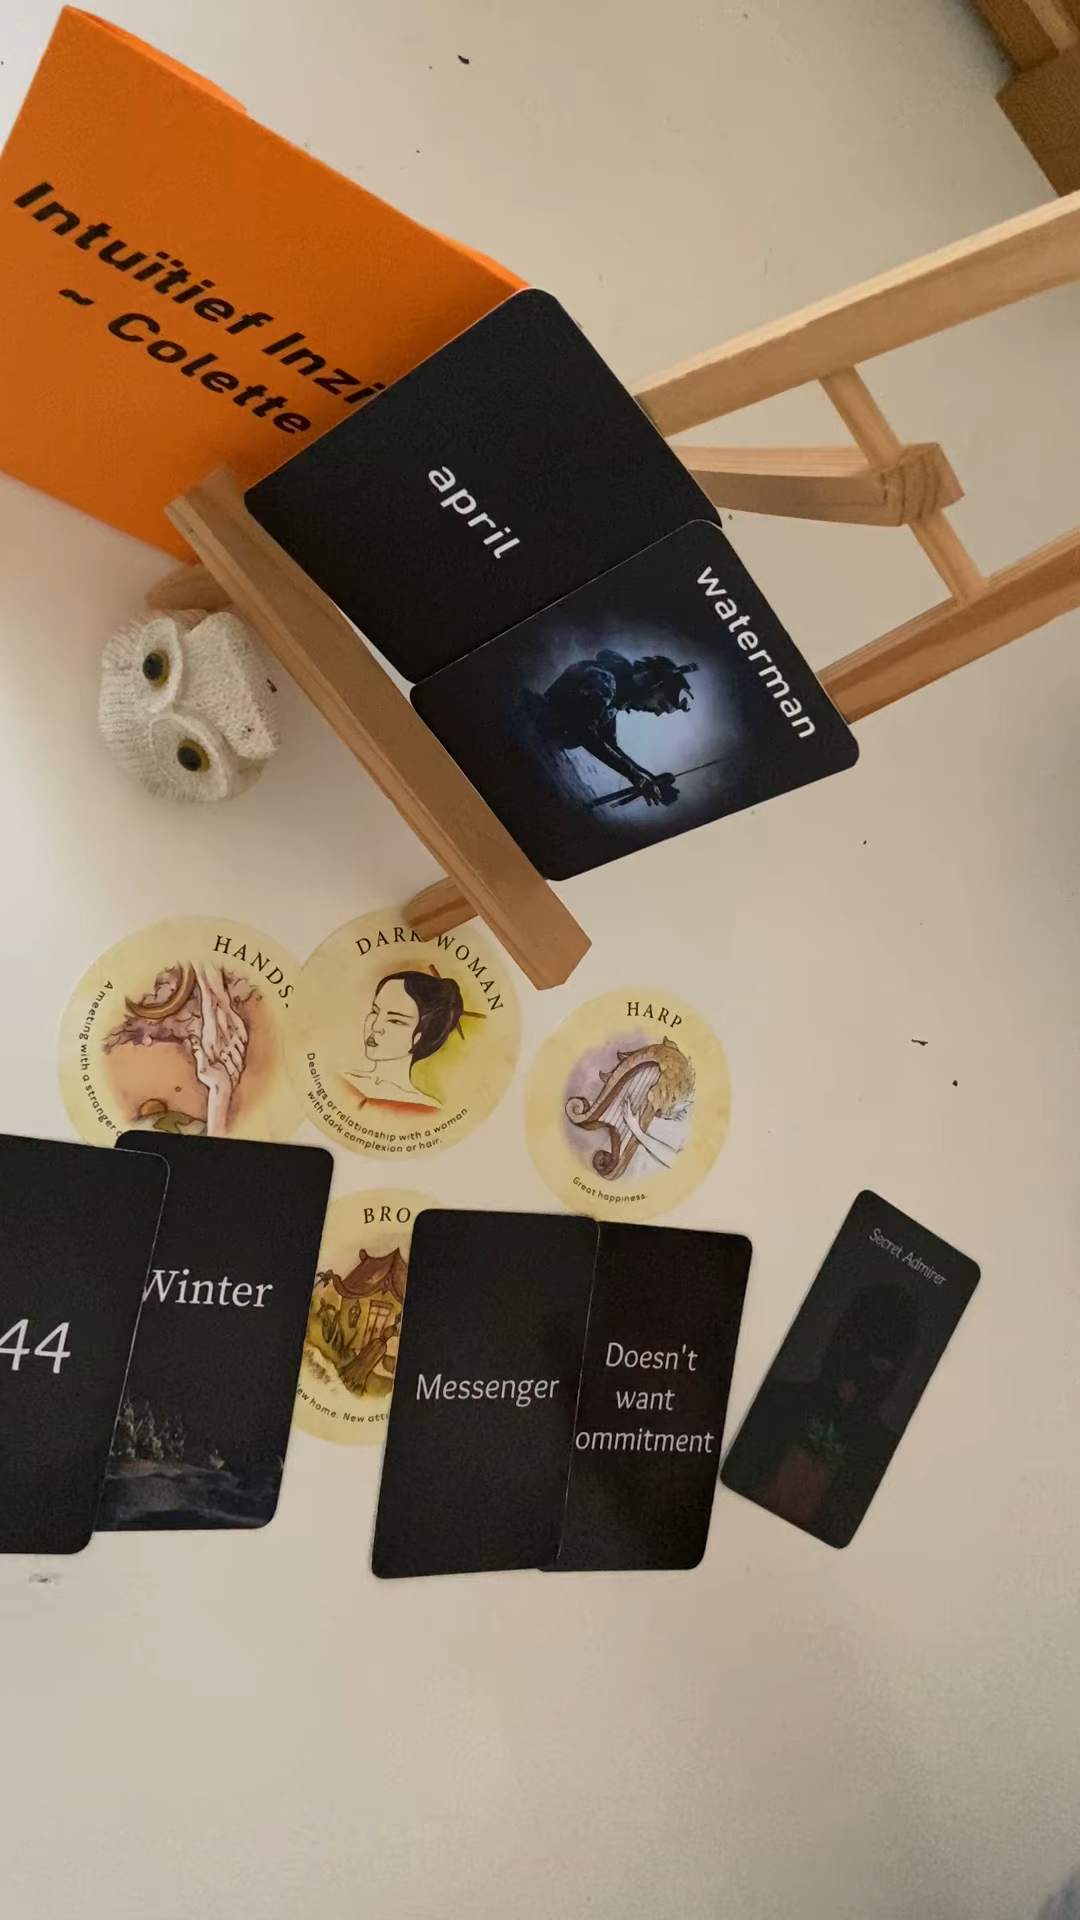 Intuïtief Inzi
~ Colette
april
waterman
HANDS-
A meeting with a stranger
DARK WOMAN
Dealings or relationship with a woman
with dark complexion or hair.
HARP
Great happiness.
44
Winter
BRO
New home. New atti
Messenger
Doesn't
want
ommitment
Secret Admirer